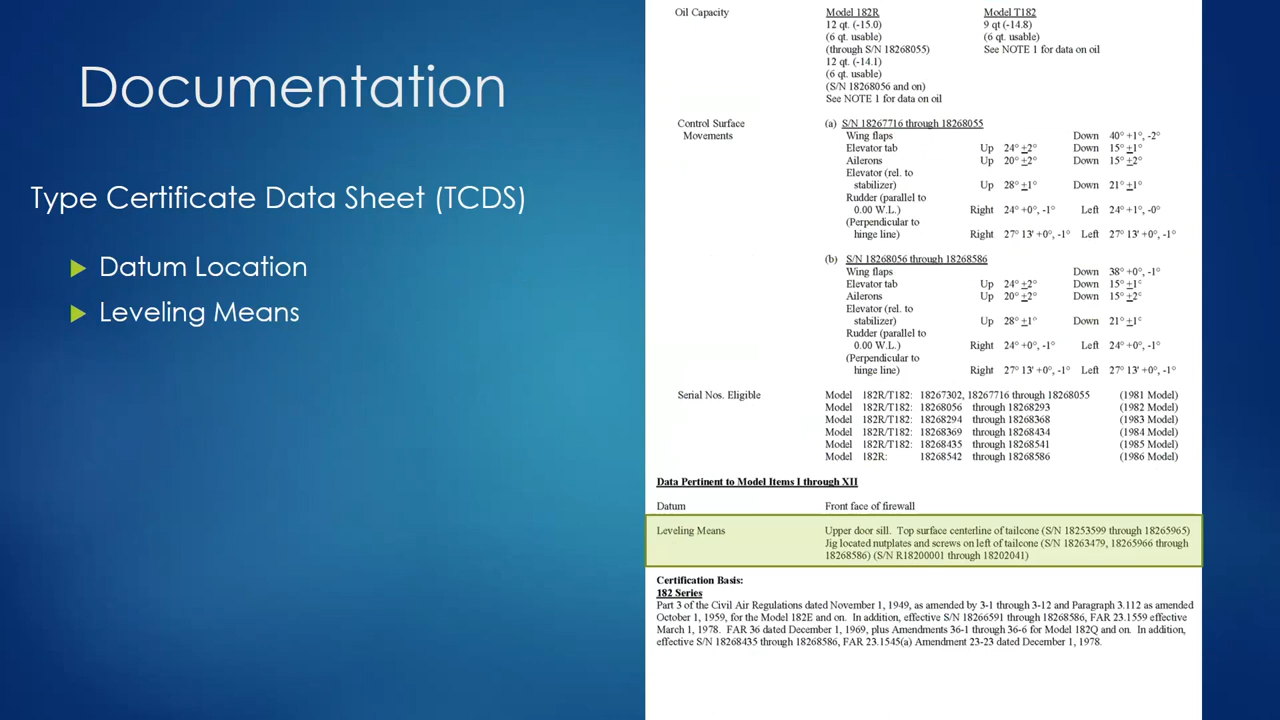 Documentation
Type Certificate Data Sheet (TCDS)
Datum Location
Leveling Means
Oil Capacity Model 182R Model T182
12 qt. (-15.0) 9 qt (-14.8)
(6 qt. usable) (6 qt. usable)
(through S/N 18268055) See NOTE 1 for data on oil
12 qt. (-14.1)
(6 qt. usable)
(S/N 18268056 and on)
See NOTE 1 for data on oil
Control Surface (a) S/N 18267716 through 18268055
Movements Wing flaps Down 40° +1°, -2°
Elevator tab Up 24° ±2° Down 15° ±1°
Ailerons Up 20° ±2° Down 15° ±2°
Elevator (rel. to
stabilizer) Up 28° ±1° Down 21° ±1°
Rudder (parallel to
0.00 W.L.) Right 24° +0°, -1° Left 24° +1°, -0°
(Perpendicular to
hinge line) Right 27° 13' +0°, -1° Left 27° 13' +0°, -1°
(b) S/N 18268056 through 18268586
Wing flaps Down 38° +0°, -1°
Elevator tab Up 24° ±2° Down 15° ±1°
Ailerons Up 20° ±2° Down 15° ±2°
Elevator (rel. to
stabilizer) Up 28° ±1° Down 21° ±1°
Rudder (parallel to
0.00 W.L.) Right 24° +0°, -1° Left 24° +0°, -1°
(Perpendicular to
hinge line) Right 27° 13' +0°, -1° Left 27° 13' +0°, -1°
Serial Nos. Eligible Model 182R/T182: 18267302, 18267716 through 18268055 (1981 Model)
Model 182R/T182: 18268056 through 18268293 (1982 Model)
Model 182R/T182: 18268294 through 18268368 (1983 Model)
Model 182R/T182: 18268369 through 18268434 (1984 Model)
Model 182R/T182: 18268435 through 18268541 (1985 Model)
Model 182R: 18268542 through 18268586 (1986 Model)
Data Pertinent to Model Items I through XII
Datum Front face of firewall
Leveling Means Upper door sill. Top surface centerline of tailcone (S/N 18253599 through 18265965)
Jig located nutplates and screws on left of tailcone (S/N 18263479, 18265966 through
18268586) (S/N R18200001 through 18202041)
Certification Basis:
182 Series
Part 3 of the Civil Air Regulations dated November 1, 1949, as amended by 3-1 through 3-12 and Paragraph 3.112 as amended
October 1, 1959, for the Model 182E and on. In addition, effective S/N 18266591 through 18268586, FAR 23.1559 effective
March 1, 1978. FAR 36 dated December 1, 1969, plus Amendments 36-1 through 36-6 for Model 182Q and on. In addition,
effective S/N 18268435 through 18268586, FAR 23.1545(a) Amendment 23-23 dated December 1, 1978.